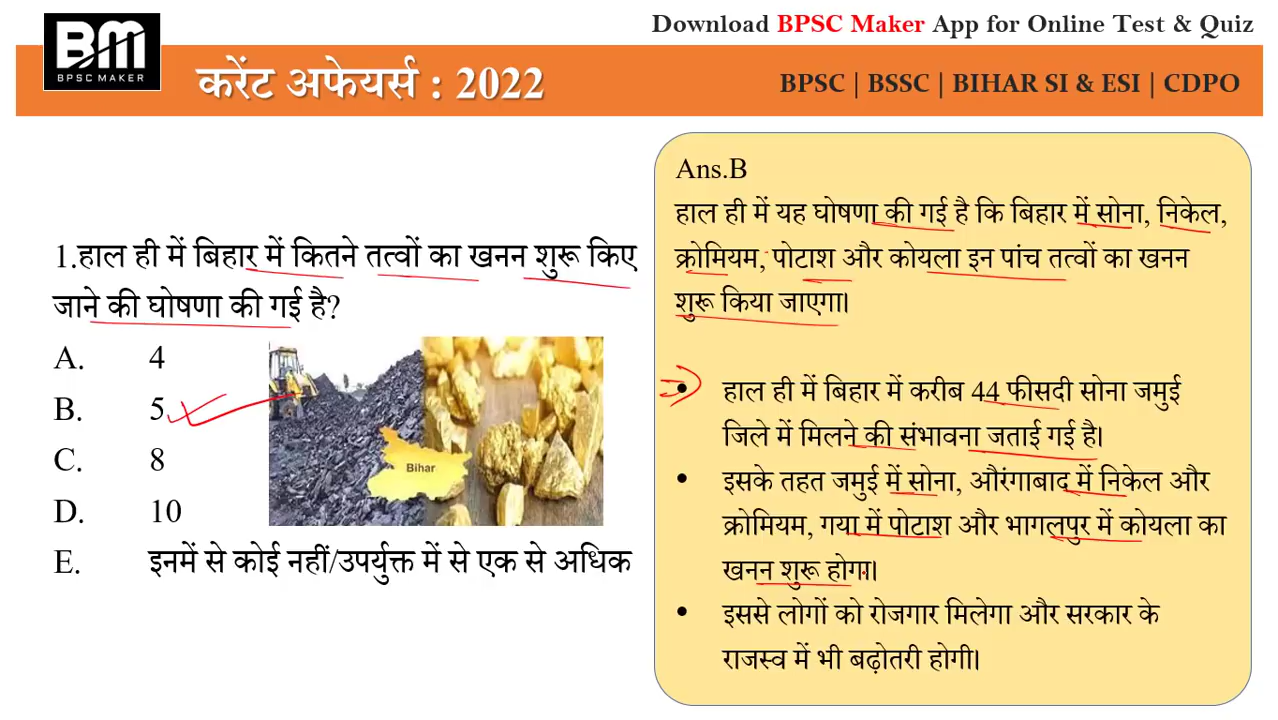 Download BPSC Maker App for Online Test & Quiz
BM
BPSC MAKER
करेंट अफेयर्स : 2022
BPSC | BSSC | BIHAR SI & ESI | CDPO
1.हाल ही में बिहार में कितने तत्वों का खनन शुरू किए
जाने की घोषणा की गई है?
A. 4
B. 5
C. 8
D. 10
E. इनमें से कोई नहीं/उपर्युक्त में से एक से अधिक
Bihar
Ans.B
हाल ही में यह घोषणा की गई है कि बिहार में सोना, निकेल,
क्रोमियम, पोटाश और कोयला इन पांच तत्वों का खनन
शुरू किया जाएगा।
• हाल ही में बिहार में करीब 44 फीसदी सोना जमुई
जिले में मिलने की संभावना जताई गई है।
• इसके तहत जमुई में सोना, औरंगाबाद में निकेल और
क्रोमियम, गया में पोटाश और भागलपुर में कोयला का
खनन शुरू होगा।
• इससे लोगों को रोजगार मिलेगा और सरकार के
राजस्व में भी बढ़ोतरी होगी।